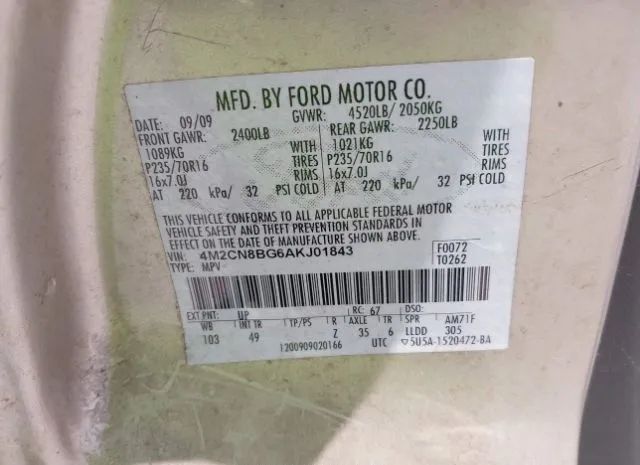 MFD. BY FORD MOTOR CO.
DATE: 09/09 GVWR: 4520LB/ 2050KG
FRONT GAWR: 2400LB REAR GAWR: 2250LB
1089KG WITH 1021KG WITH
P235/70R16 TIRES P235/70R16 TIRES
16x7.0J RIMS 16x7.0J RIMS
AT 220 kPa/ 32 PSI COLD AT 220 kPa/ 32 PSI COLD
THIS VEHICLE CONFORMS TO ALL APPLICABLE FEDERAL MOTOR
VEHICLE SAFETY AND THEFT PREVENTION STANDARDS IN
EFFECT ON THE DATE OF MANUFACTURE SHOWN ABOVE.
VIN: 4M2CN8BG6AKJ01843 F0072
TYPE: MPV T0262
EXT PNT: UP RC: 67 DSO:
WB INT TR TP/PS R AXLE TR SPR AM71F
103 49 Z 35 6 LLDD 305
1200909020166 UTC 5U5A-1520472-BA